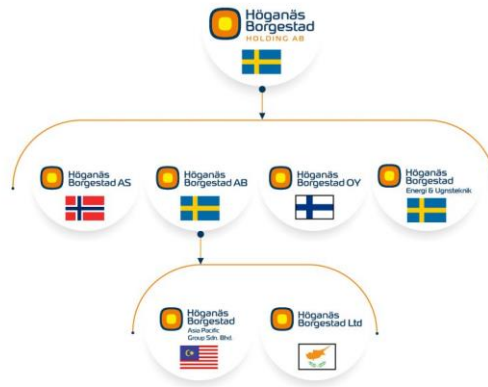 Höganäs
Borgestad
HOLDING AB
Höganäs
Borgestad AS
Höganäs
Borgestad AB
Höganäs
Borgestad OY
Höganäs
Borgestad
Energi & Ugnsteknik
Höganäs
Borgestad
Asia Pacific
Group Sdn. Bhd.
Höganäs
Borgestad Ltd